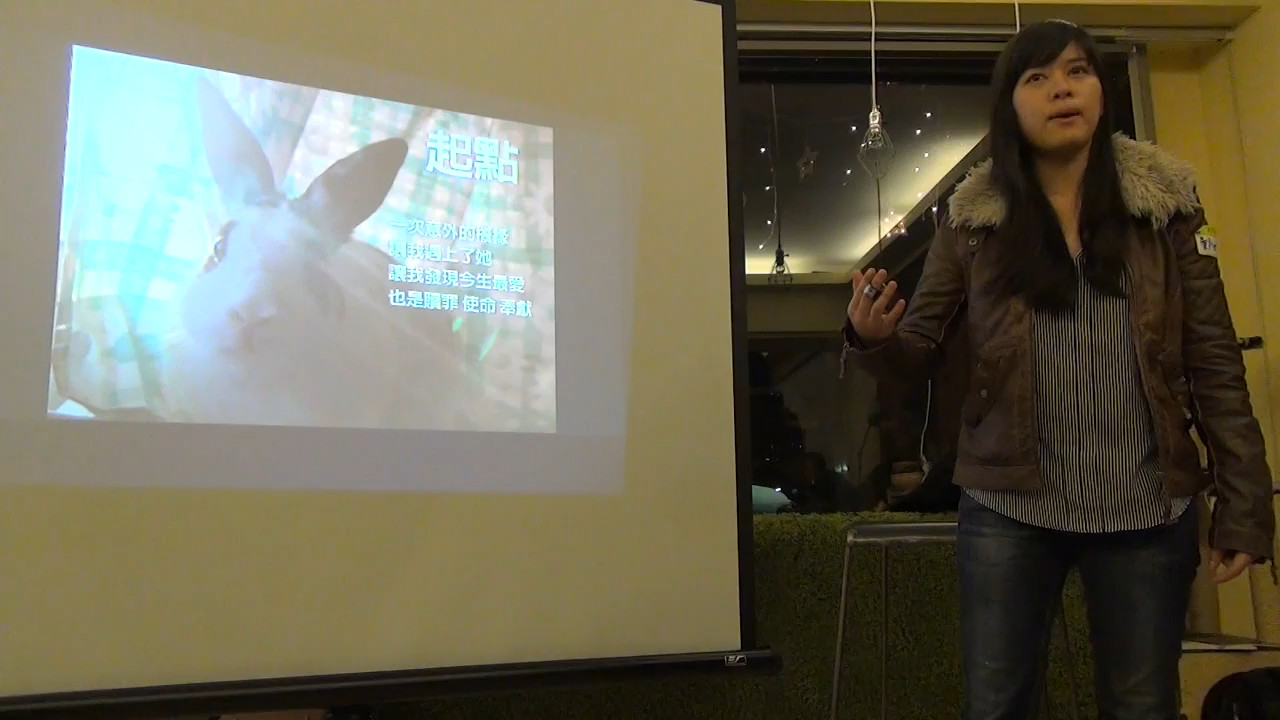 起點
一次意外的機緣
讓我遇上了她
讓我發現今生最愛
也是贖罪 使命 奉獻